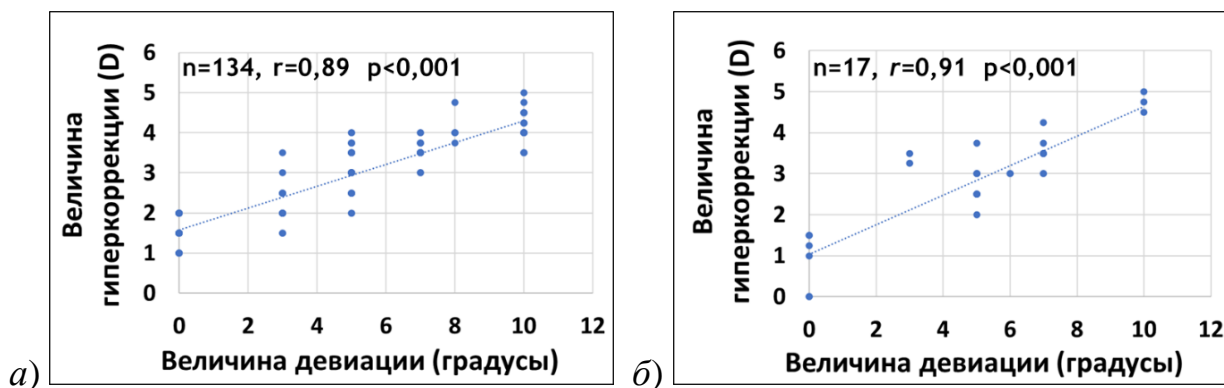 n=134, r=0,89 p<0,001
Величина
гиперкоррекции (D)
6
5
4
3
2
1
0
0 2 4 6 8 10 12
Величина девиации (градусы)
а)
n=17, r=0,91 p<0,001
Величина
гиперкоррекции (D)
6
5
4
3
2
1
0
0 2 4 6 8 10 12
Величина девиации (градусы)
б)